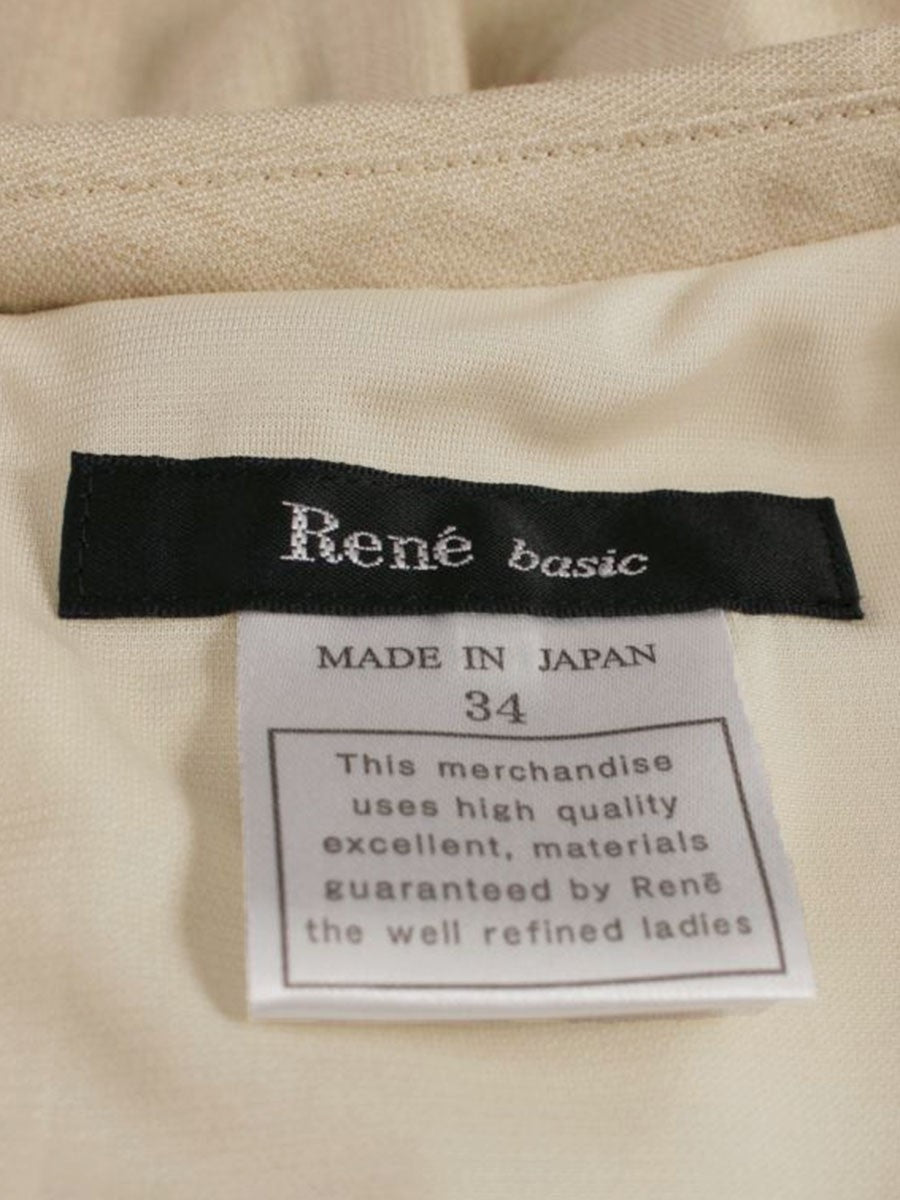 René basic
MADE IN JAPAN
34
This merchandise
uses high quality
excellent, materials
guaranteed by Renē
the well refined ladies